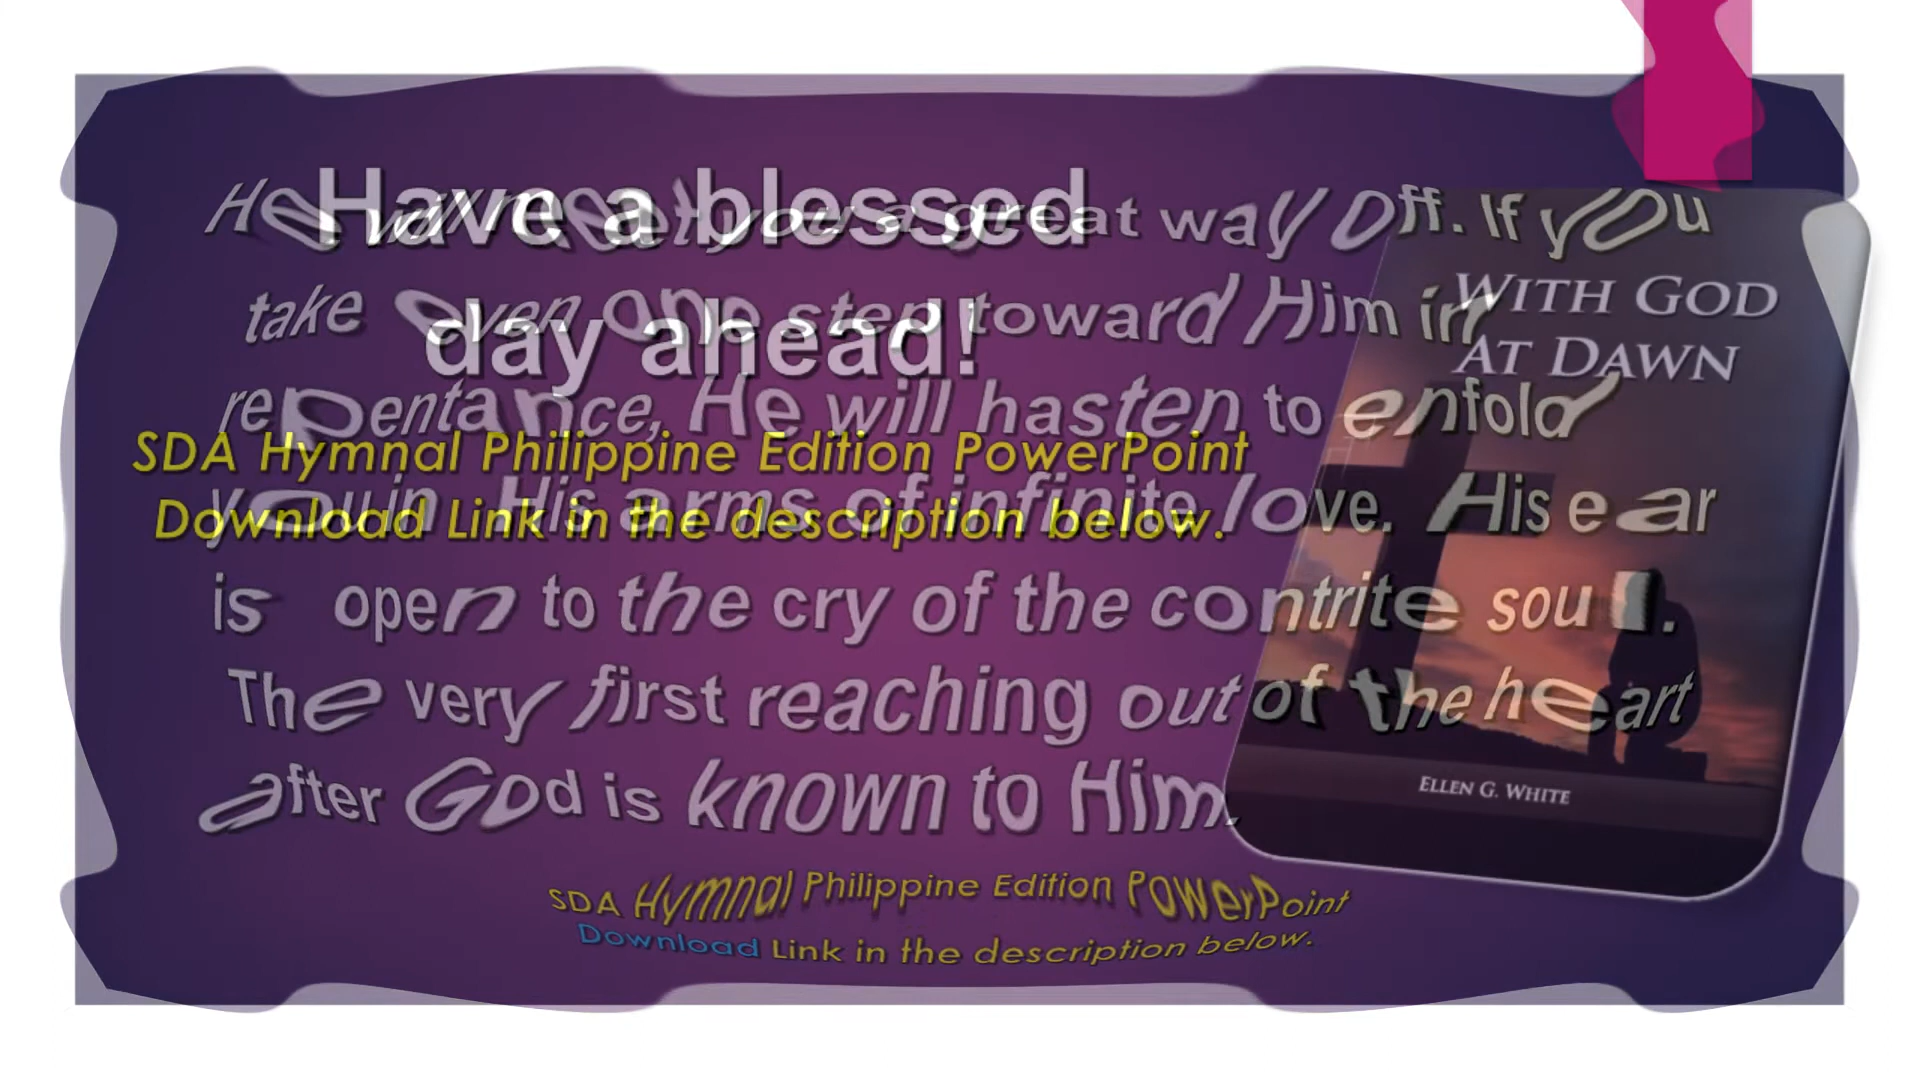 Have a blessed
day ahead!
He will meet you a great way off. If you
take even one step toward Him in
repentance, He will hasten to enfold
you in His arms of infinite love. His ear
is open to the cry of the contrite soul.
The very first reaching out of the heart
after God is known to Him.
SDA Hymnal Philippine Edition PowerPoint
Download Link in the description below.
WITH GOD
AT DAWN
ELLEN G. WHITE
SDA Hymnal Philippine Edition PowerPoint
Download Link in the description below.